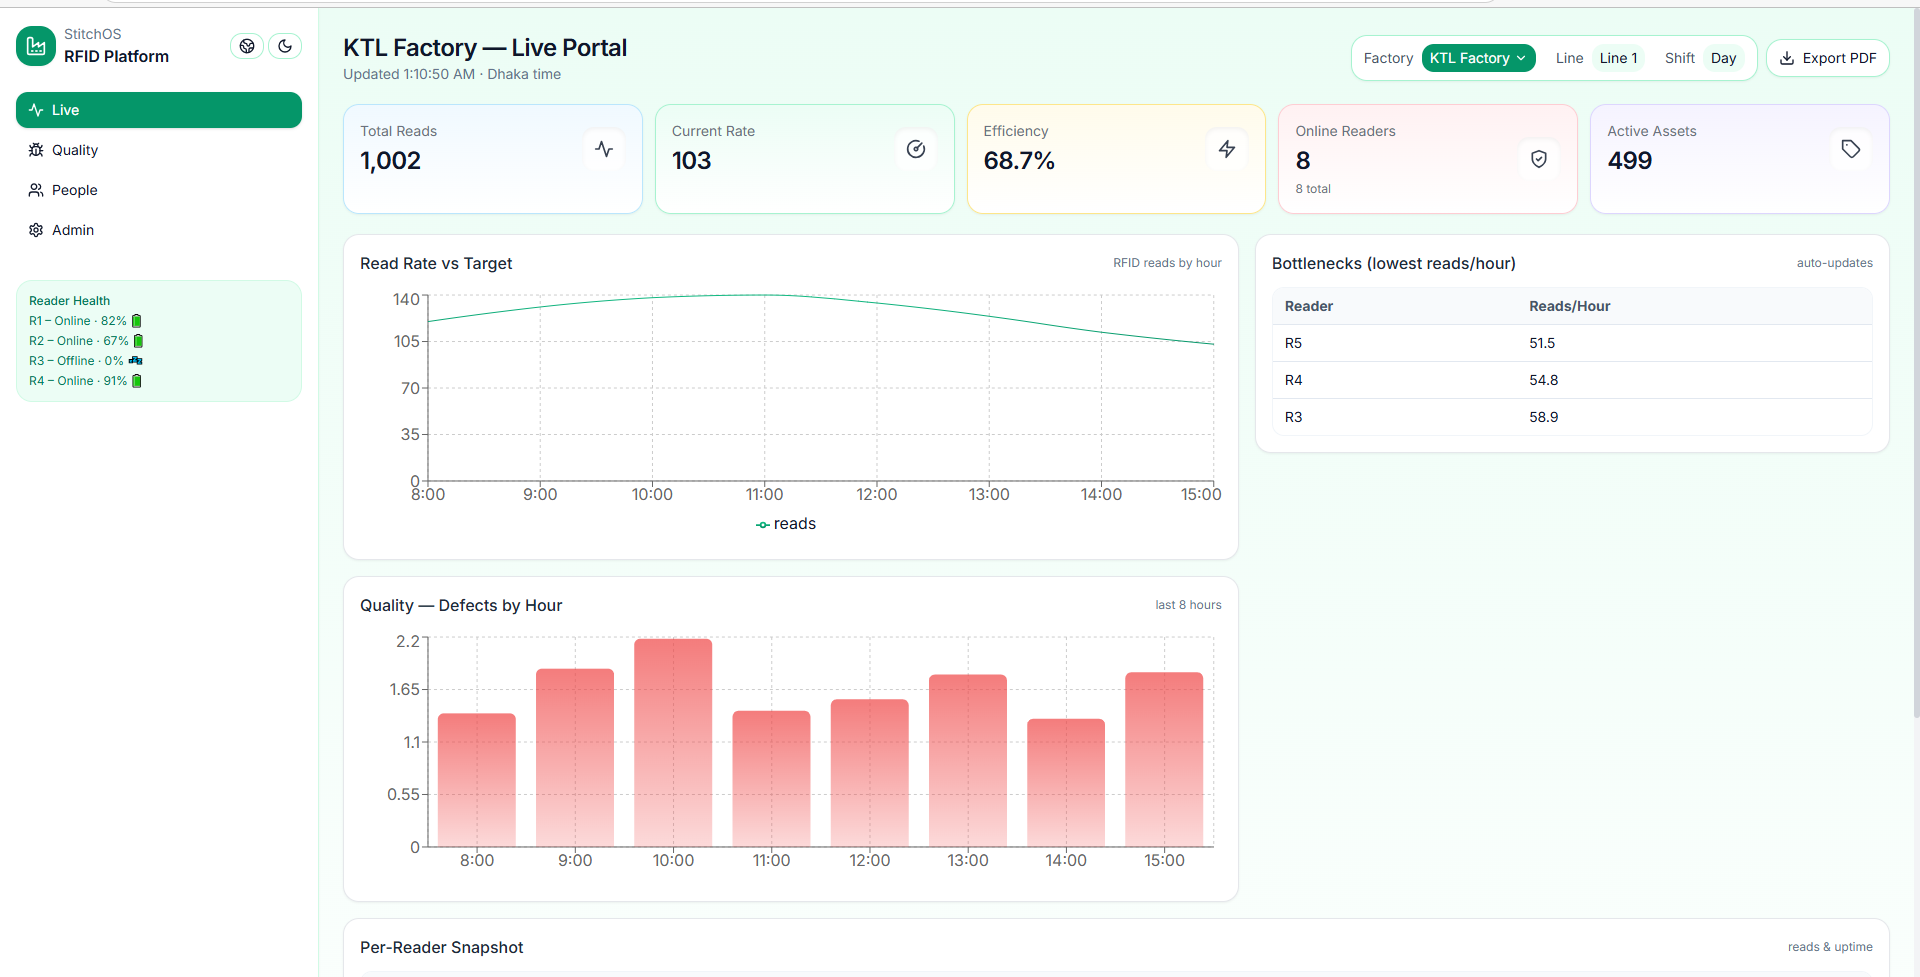 StitchOS
RFID Platform
Live
Quality
People
Admin
Reader Health
R1 – Online · 82%
R2 – Online · 67%
R3 – Offline · 0%
R4 – Online · 91%
KTL Factory — Live Portal
Updated 1:10:50 AM · Dhaka time
Factory KTL Factory Line Line 1 Shift Day
Export PDF
Total Reads
1,002
Current Rate
103
Efficiency
68.7%
Online Readers
8
8 total
Active Assets
499
Read Rate vs Target
RFID reads by hour
140
105
70
35
0
8:00 9:00 10:00 11:00 12:00 13:00 14:00 15:00
reads
Bottlenecks (lowest reads/hour)
auto-updates
Reader Reads/Hour
R5 51.5
R4 54.8
R3 58.9
Quality — Defects by Hour
last 8 hours
2.2
1.65
1.1
0.55
0
8:00 9:00 10:00 11:00 12:00 13:00 14:00 15:00
Per-Reader Snapshot
reads & uptime